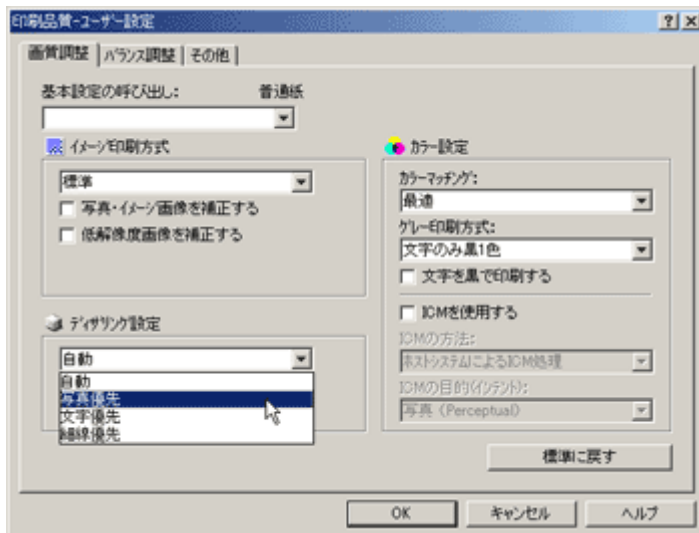 印刷品質-ユーザー設定
画質調整
バランス調整
その他
基本設定の呼び出し:
普通紙
イメージ印刷方式
標準
写真・イメージ画像を補正する
低解像度画像を補正する
ディザリング設定
自動
自動
写真優先
文字優先
細線優先
カラー設定
カラーマッチング:
最適
グレー印刷方式:
文字のみ黒1色
文字を黒で印刷する
ICMを使用する
ICMの方法:
ホストシステムによるICM処理
ICMの目的(インテント):
写真 (Perceptual)
標準に戻す
OK
キャンセル
ヘルプ